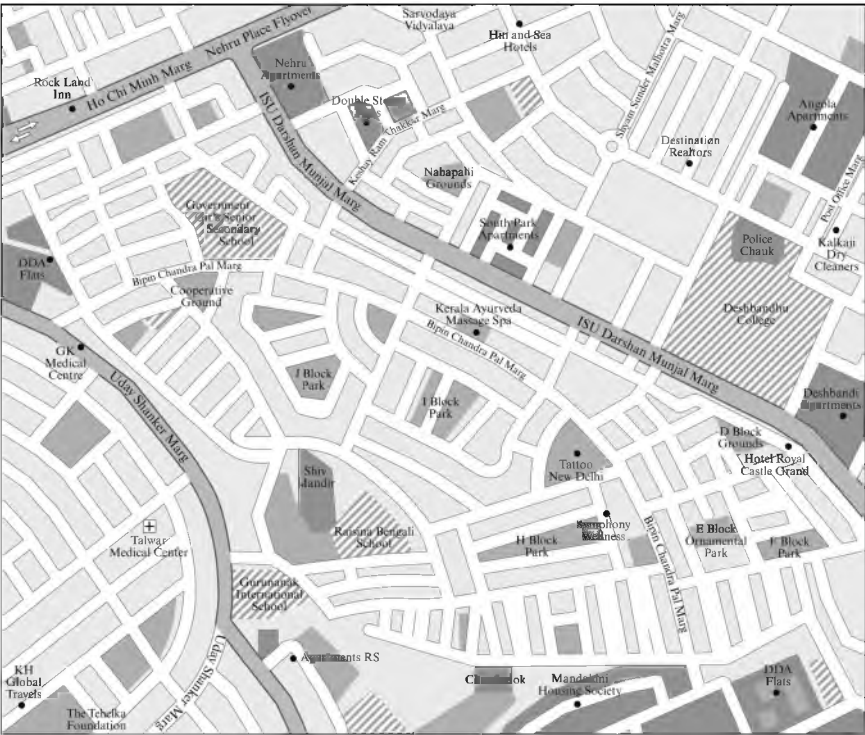 Sarvodaya
Vidyalaya
Nehru Place Flyover
Hill and Sea
Hotels
Shyam Sunder Malhotra Marg
Rock Land
Inn
Ho Chi Minh Marg
Nehru
Apartments
Angola
Apartments
Keshav Ram Thakkar Marg
ISU Darshan Munjal Marg
Destination
Realtors
Nabapalli
Grounds
Post Office Marg
Government
Senior
Secondary
School
South Park
Apartments
Police
Chauk
Kalkaji
Dry
Cleaners
DDA
Flats
Bipin Chandra Pal Marg
Cooperative
Ground
Kerala Ayurveda
Massage Spa
Deshbandhu
College
ISU Darshan Munjal Marg
Bipin Chandra Pal Marg
GK
Medical
Centre
J Block
Park
Uday Shanker Marg
I Block
Park
Apartments
D Block
Grounds
Hotel Royal
Castle Grand
Tattoo
New Delhi
Shiv
Mandir
Talwar
Medical Center
Raisina Bengali
School
H Block
Park
Symphony
Wellness
Bipin Chandra Pal Marg
E Block
Ornamental
Park
F Block
Park
Gurunanak
International
School
Uday Shanker Marg
Apartments RS
KH
Global
Travels
The Tehelka
Foundation
Mandakini
Housing Society
DDA
Flats